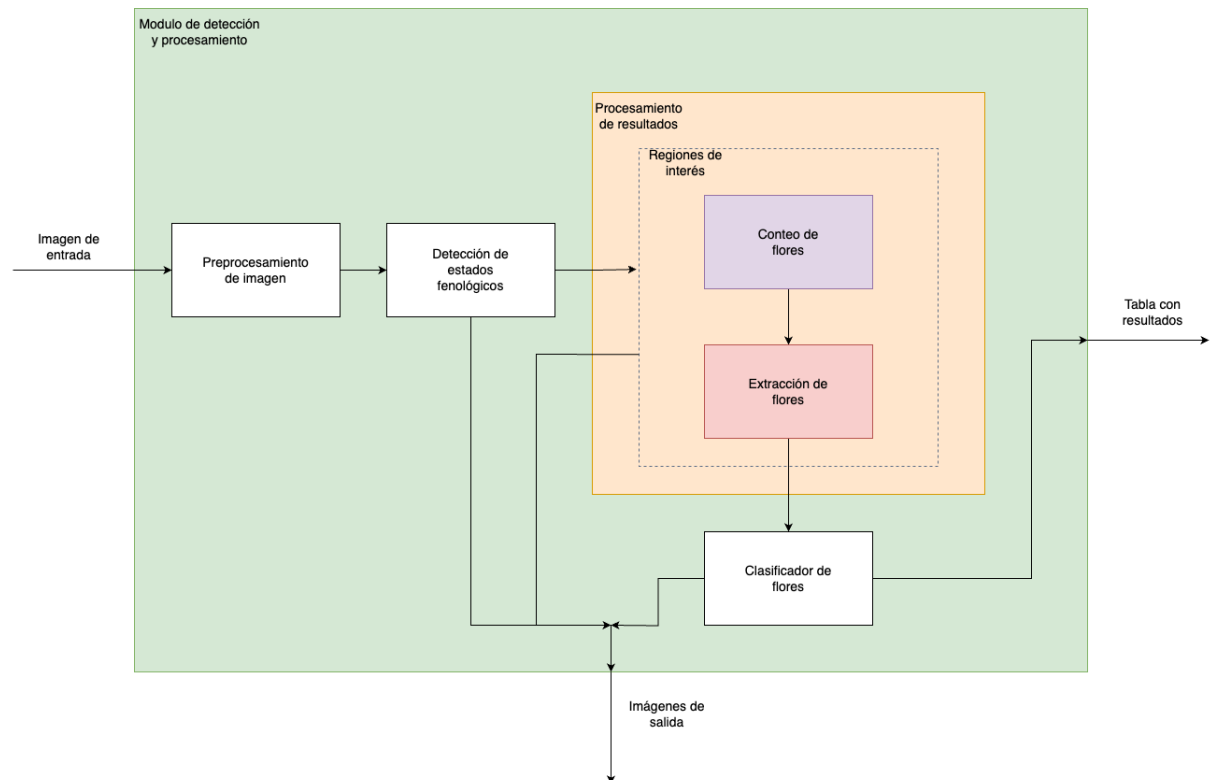 Modulo de detección
y procesamiento
Procesamiento
de resultados
Regiones de
interés
Imagen de
entrada
Preprocesamiento
de imagen
Detección de
estados
fenológicos
Conteo de
flores
Extracción de
flores
Tabla con
resultados
Clasificador de
flores
Imágenes de
salida